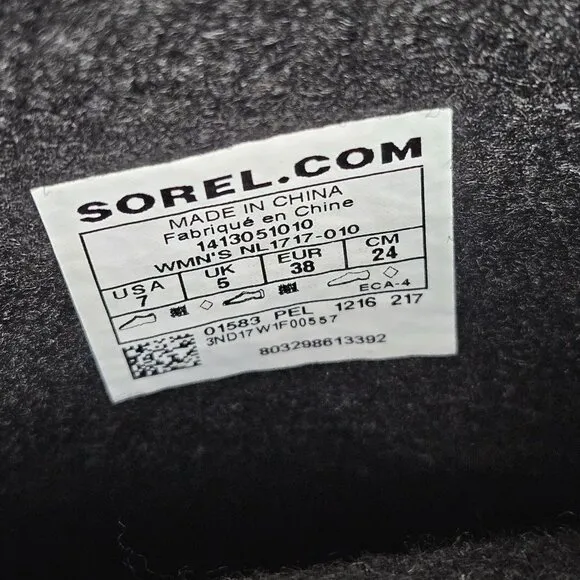 SOREL.COM
MADE IN CHINA
Fabriqué en Chine
1413051010
WMN'S NL1717-010
USA UK EUR CM
7 5 38 24
ECA-4
01583 PEL 1216 217
3ND17W1F00557
803298613392